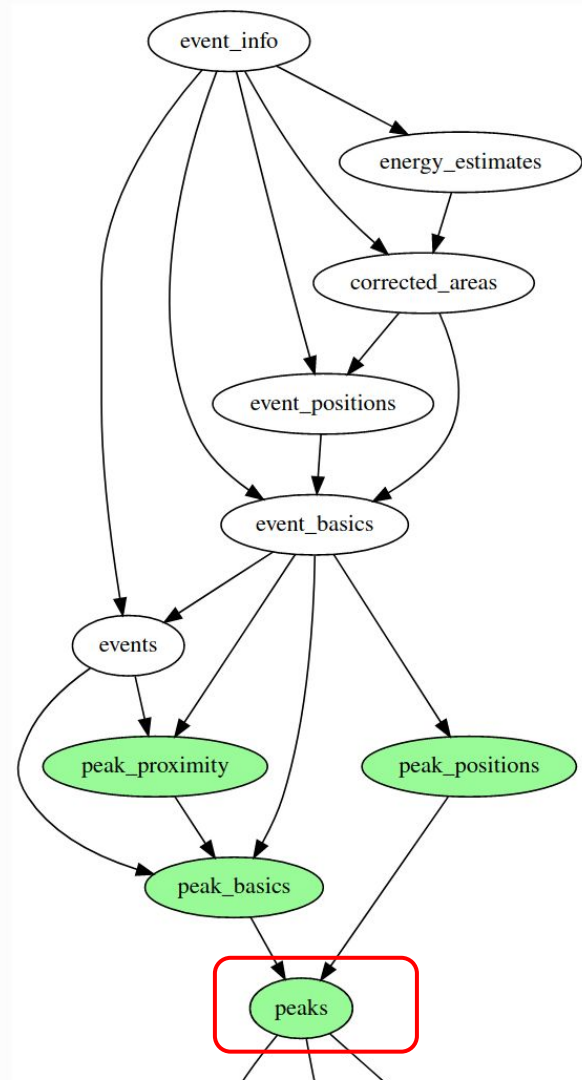 event_info
energy_estimates
corrected_areas
event_positions
event_basics
events
peak_proximity
peak_positions
peak_basics
peaks